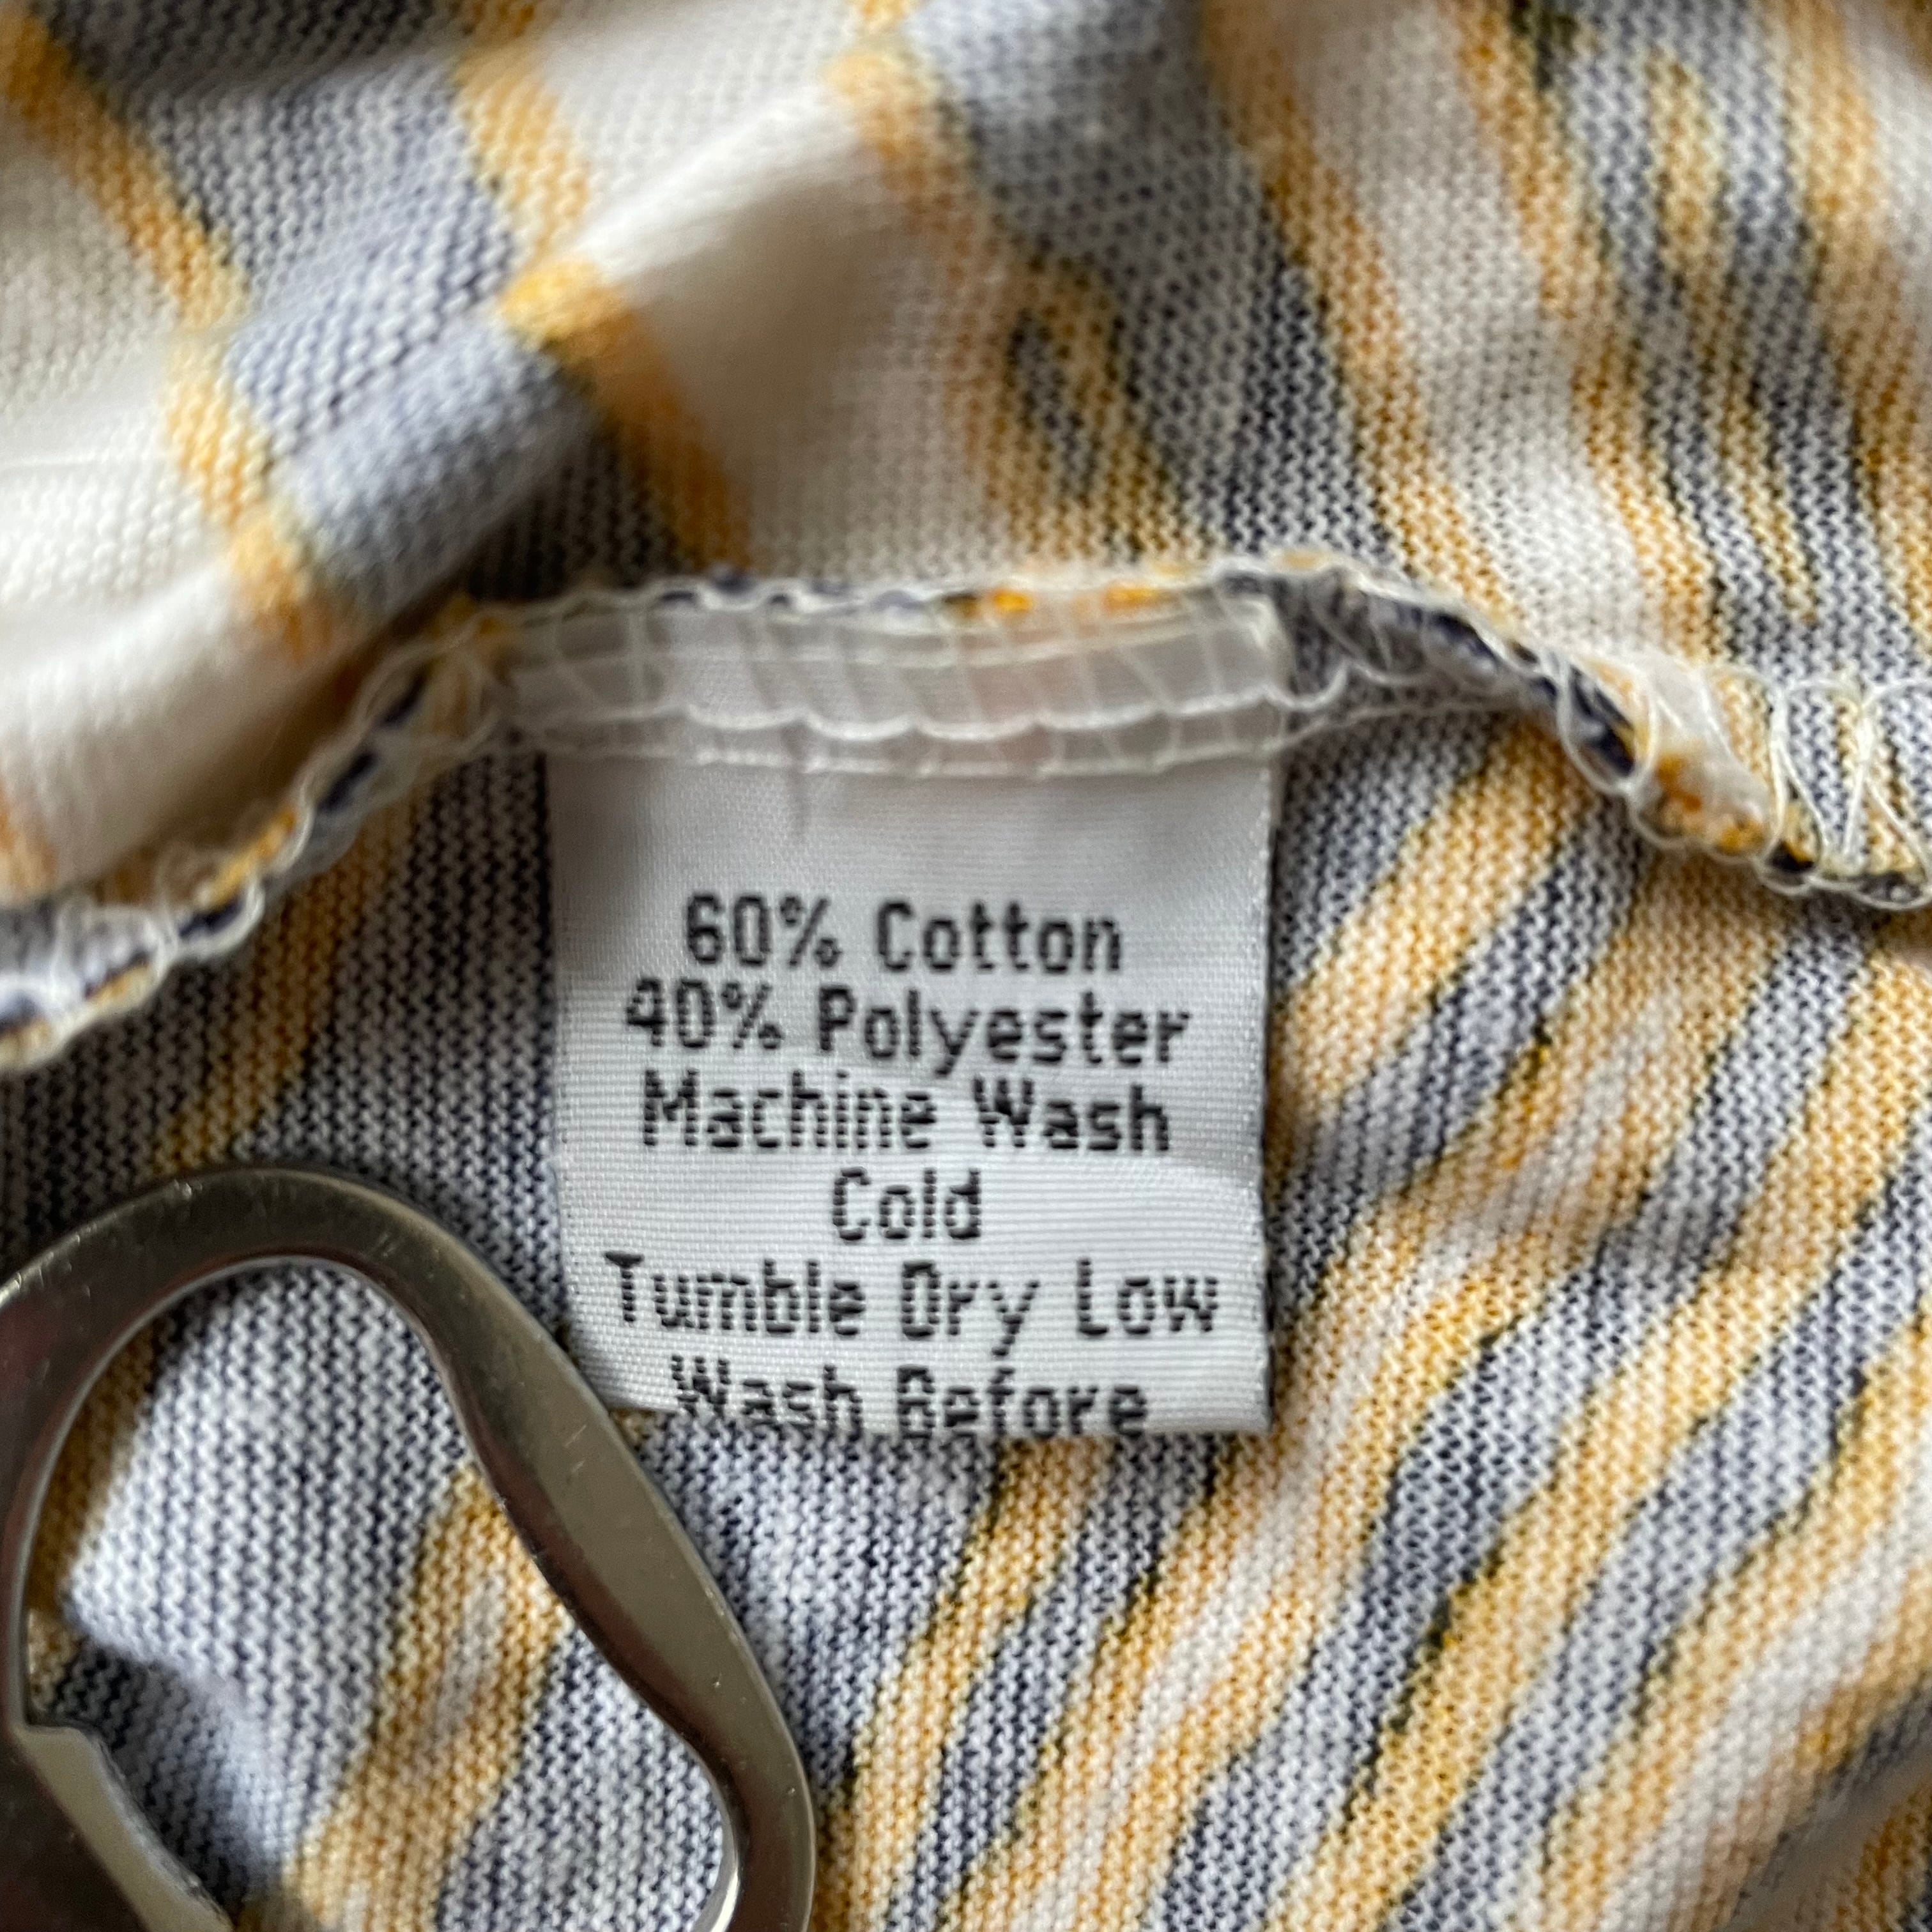 60% Cotton
40% Polyester
Machine Wash
Cold
Tumble Dry Low
Wash Before